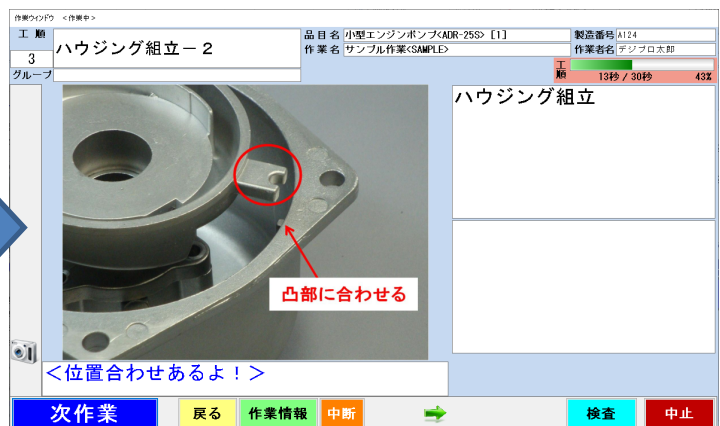 作業ウィンドウ <作業中>
工 順
3
ハウジング組立－２
グループ
品目名 小型エンジンポンプ<ADR-25S> [1]
作業名 サンプル作業<SAMPLE>
製造番号 A124
作業者名 デジプロ太郎
工順
13秒 / 30秒 43%
ハウジング組立
凸部に合わせる
＜位置合わせあるよ！＞
次作業
戻る
作業情報
中断
検査
中止